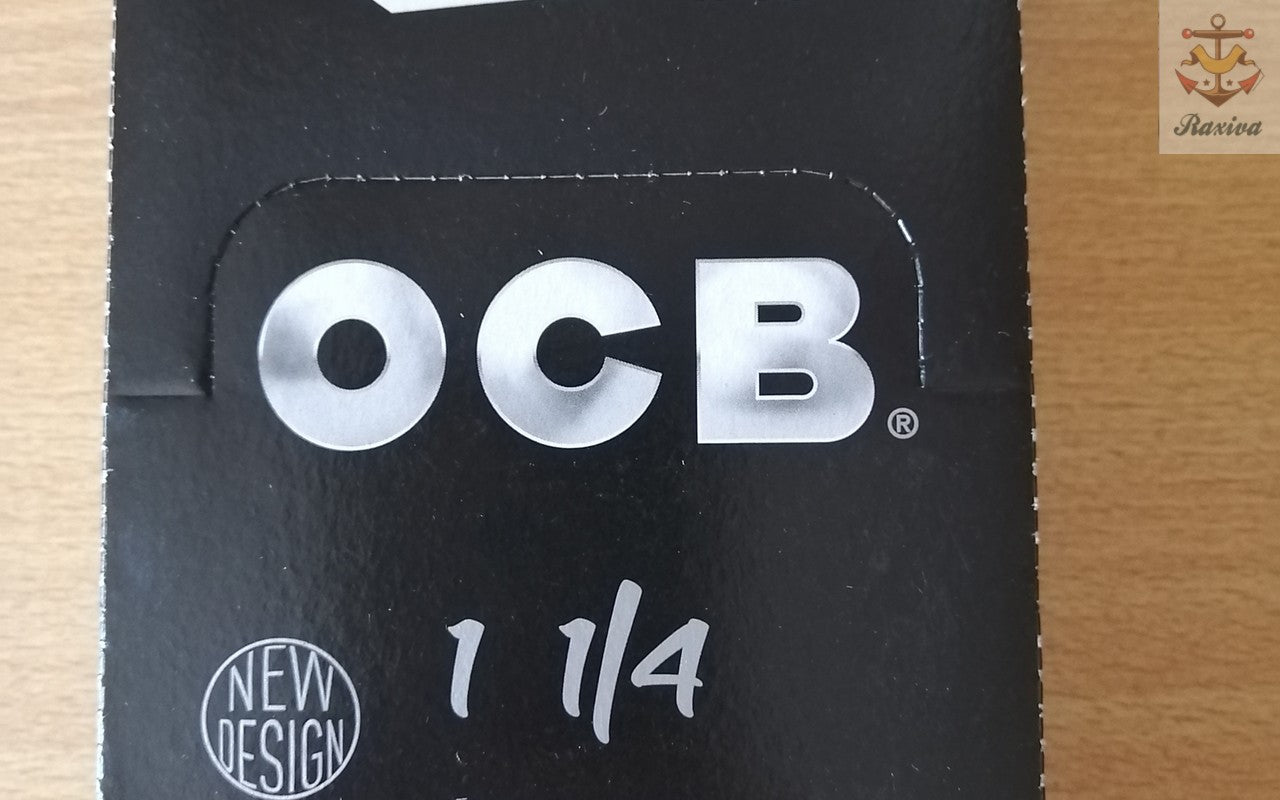 Raxiva
OCB®
1 1/4
NEW
DESIGN